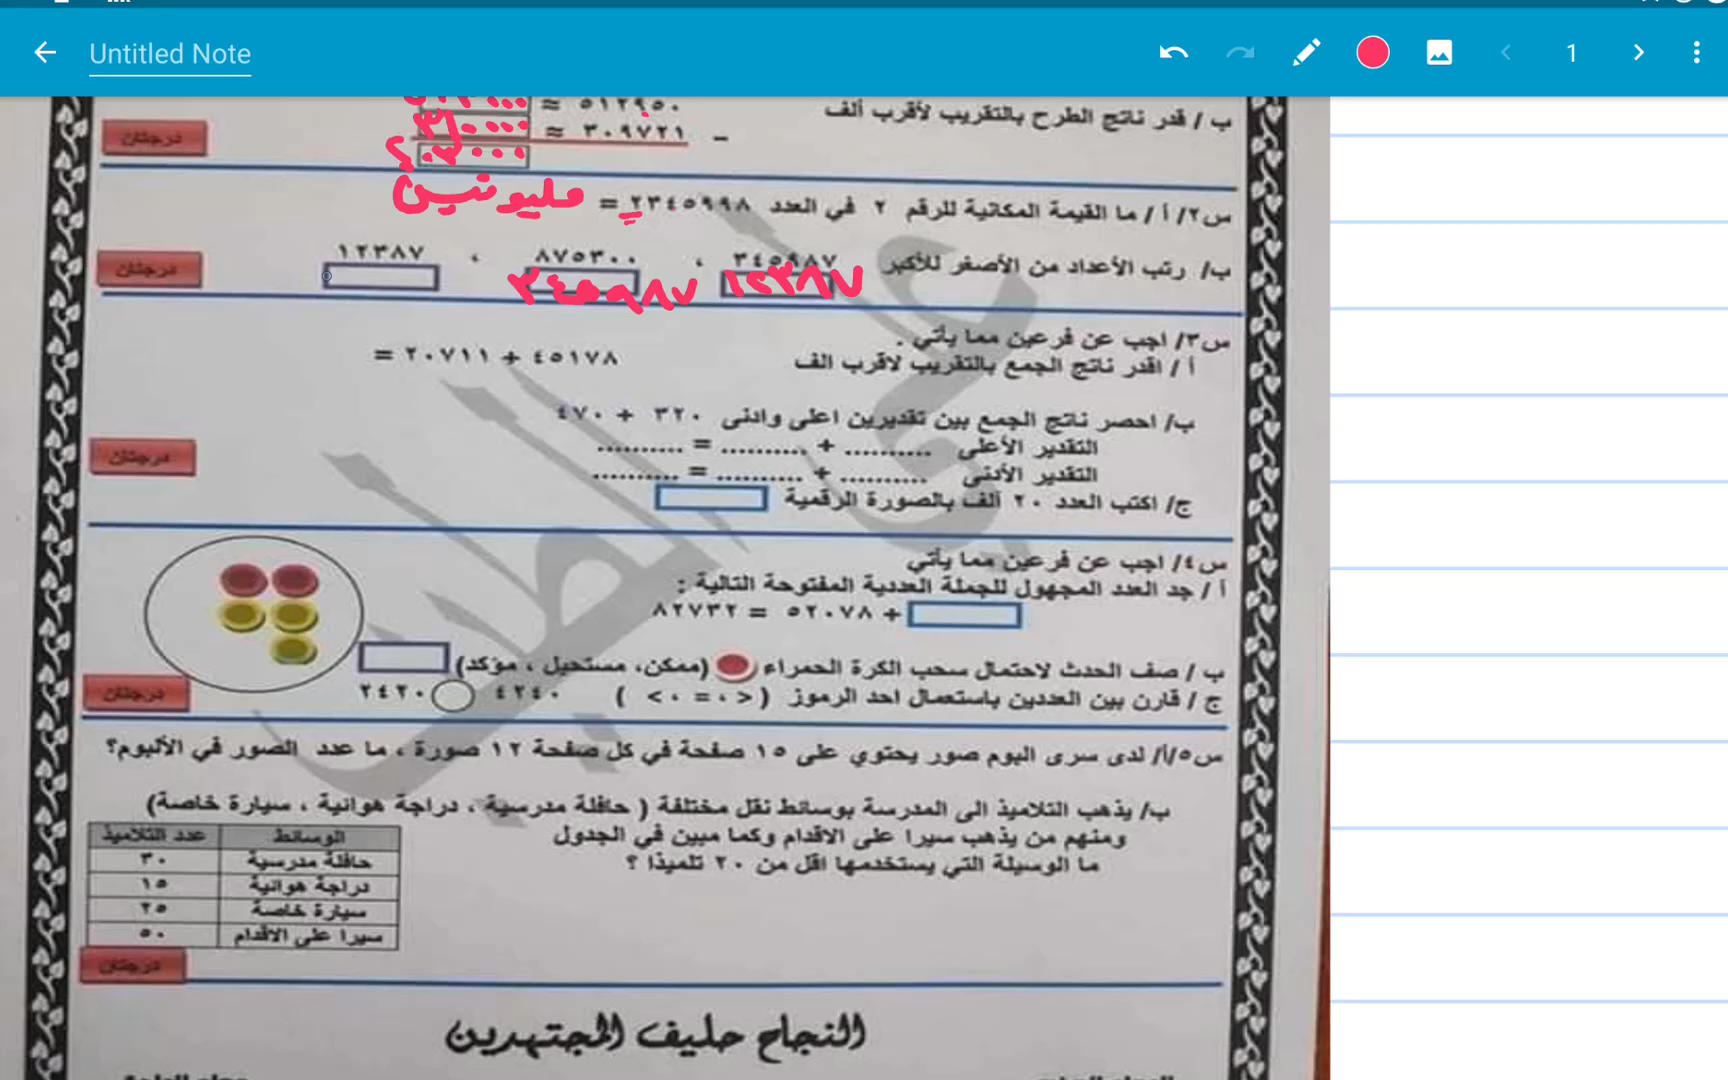 Untitled Note
1
ب / قدر ناتج الطرح بالتقريب لأقرب ألف
٥١٢٩٥٠ ≈
− ٣٠٩٧٢١ ≈ ٣١٠٠٠٠
٢٠٣٠٠٠
درجتان
س٢/ أ / ما القيمة المكانية للرقم ٢ في العدد ٢٣٤٥٩٩٨ = مليونين
ب/ رتب الأعداد من الأصغر للأكبر ٣٤٥٩٨٧ ، ٨٧٥٣٠٠ ، ١٢٣٨٧
١٢٣٨٧ ٣٤٥٩٨٧
درجتان
س٣/ اجب عن فرعين مما يأتي .
أ / اقدر ناتج الجمع بالتقريب لاقرب الف ٤٥١٧٨ + ٢٠٧١١ =
ب/ احصر ناتج الجمع بين تقديرين اعلى وادنى ٣٢٠ + ٤٧٠
التقدير الأعلى .......... + .......... = ..........
التقدير الأدنى .......... + .......... = ..........
درجتان
ج/ اكتب العدد ٢٠ ألف بالصورة الرقمية
س٤/ اجب عن فرعين مما يأتي
أ / جد العدد المجهول للجملة العددية المفتوحة التالية :
+ ٥٢٠٧٨ = ٨٢٧٣٢
ب / صف الحدث لاحتمال سحب الكرة الحمراء (ممكن، مستحيل ، مؤكد)
ج / قارن بين العددين باستعمال احد الرموز ( < ، = ، > ) ٤٢٤٠ ٢٤٢٠
درجتان
س٥/أ/ لدى سرى البوم صور يحتوي على ١٥ صفحة في كل صفحة ١٢ صورة ، ما عدد الصور في الألبوم؟
ب/ يذهب التلاميذ الى المدرسة بوسائط نقل مختلفة ( حافلة مدرسية ، دراجة هوائية ، سيارة خاصة)
ومنهم من يذهب سيرا على الاقدام وكما مبين في الجدول
ما الوسيلة التي يستخدمها اقل من ٢٠ تلميذا ؟
الوسائط عدد التلاميذ
حافلة مدرسية ٣٠
دراجة هوائية ١٥
سيارة خاصة ٢٥
سيرا على الاقدام ٥٠
درجتان
النجاح حليف المجتهدين